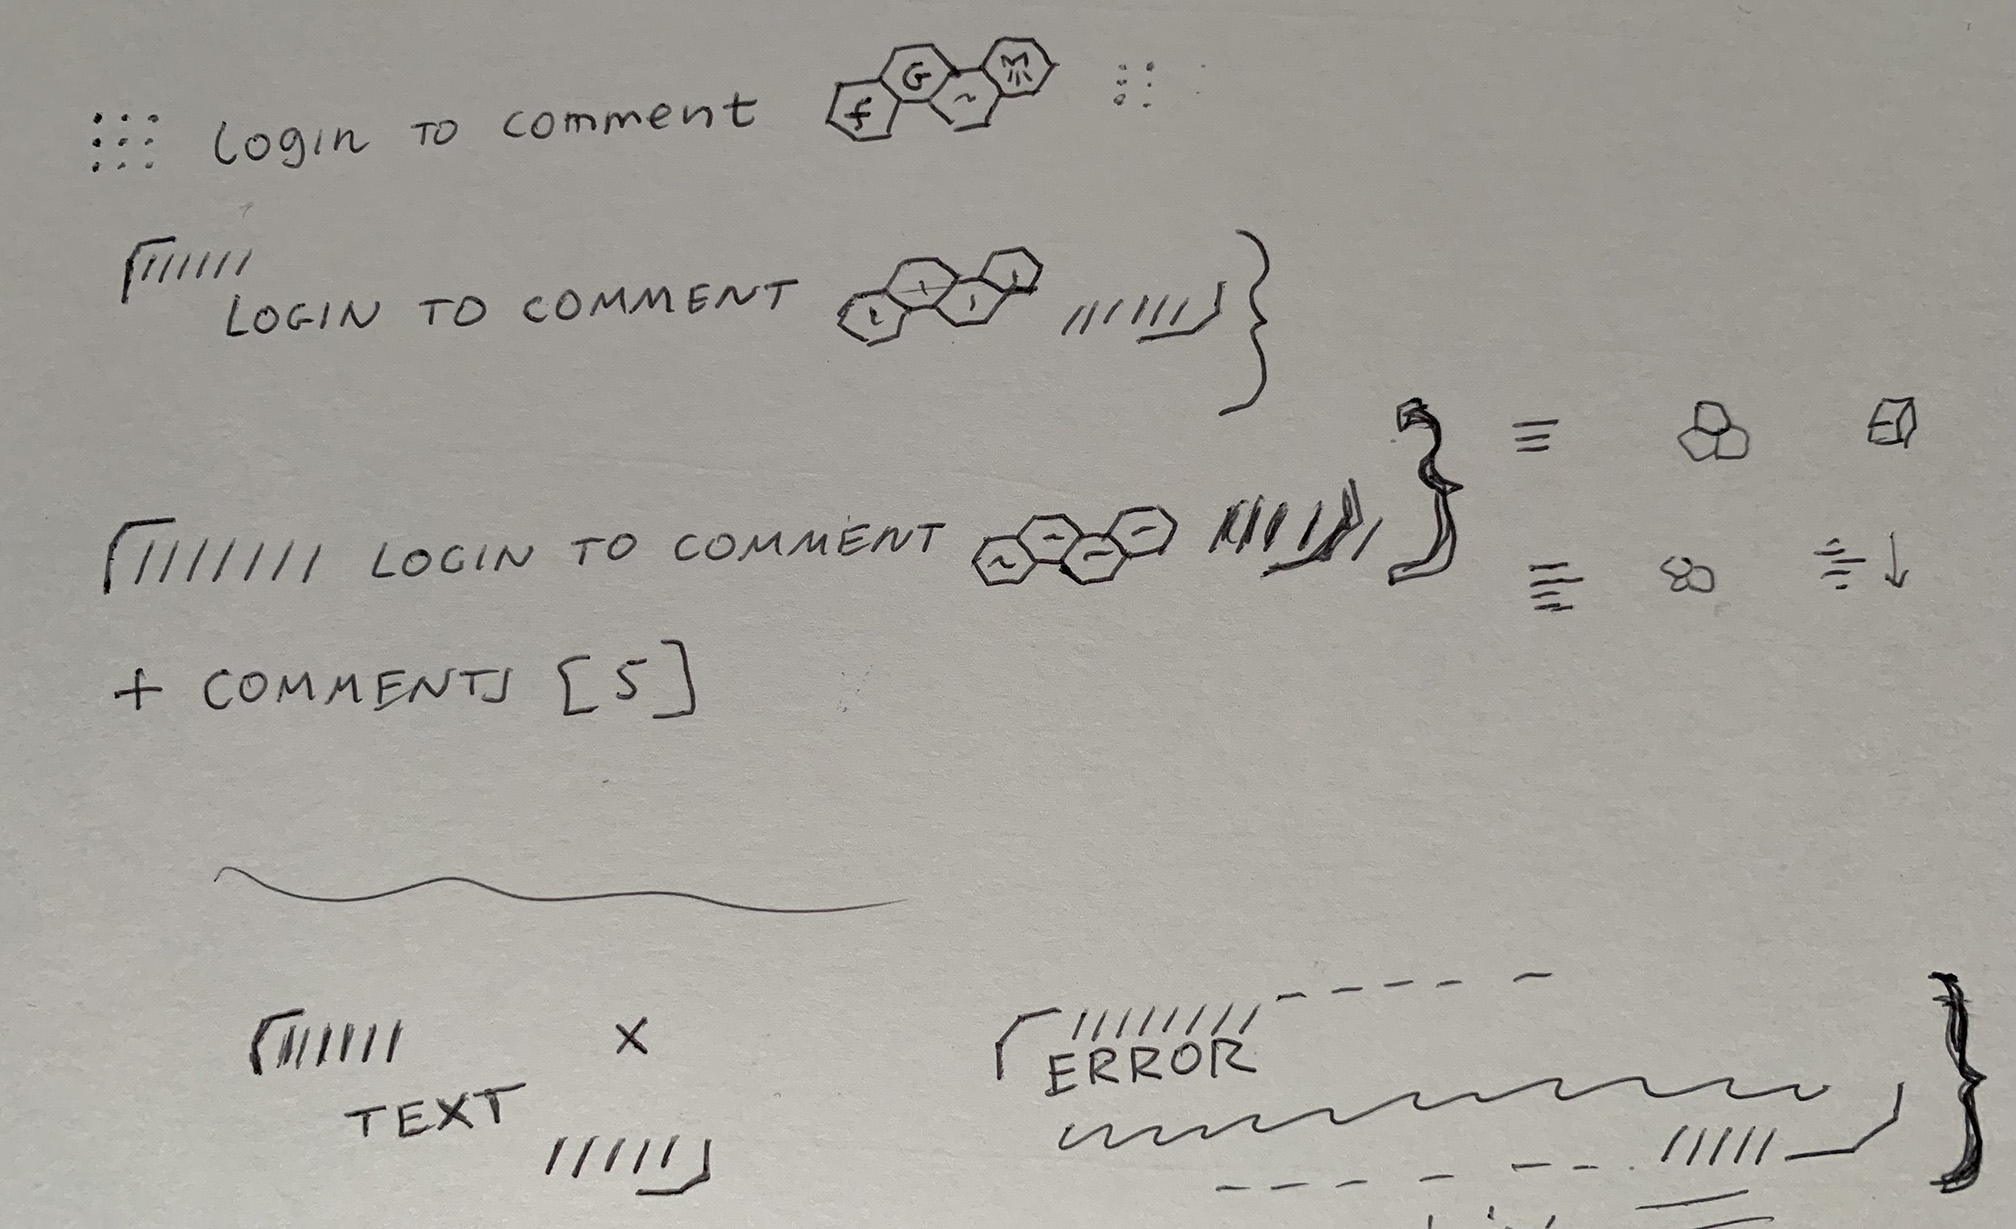 Login TO comment f G ~ M
LOGIN TO COMMENT
LOGIN TO COMMENT
+ COMMENTS [5]
X
TEXT
ERROR